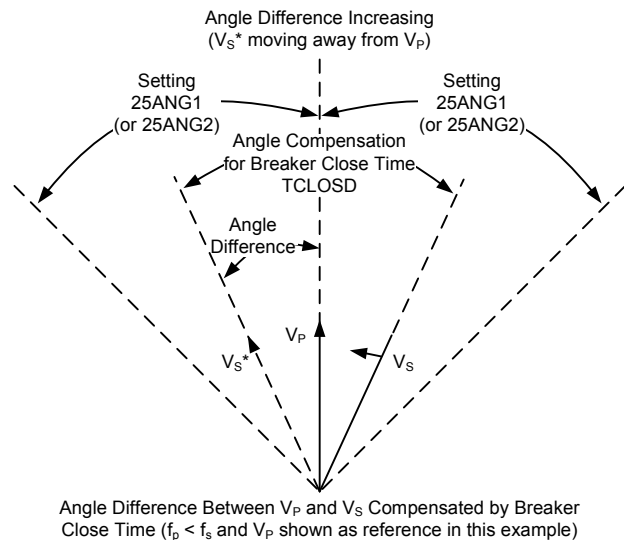 Angle Difference Increasing
(VS* moving away from VP)
Setting
25ANG1
(or 25ANG2)
Setting
25ANG1
(or 25ANG2)
Angle Compensation
for Breaker Close Time
TCLOSD
Angle
Difference
VP
VS*
VS
Angle Difference Between VP and VS Compensated by Breaker
Close Time (fp < fs and VP shown as reference in this example)